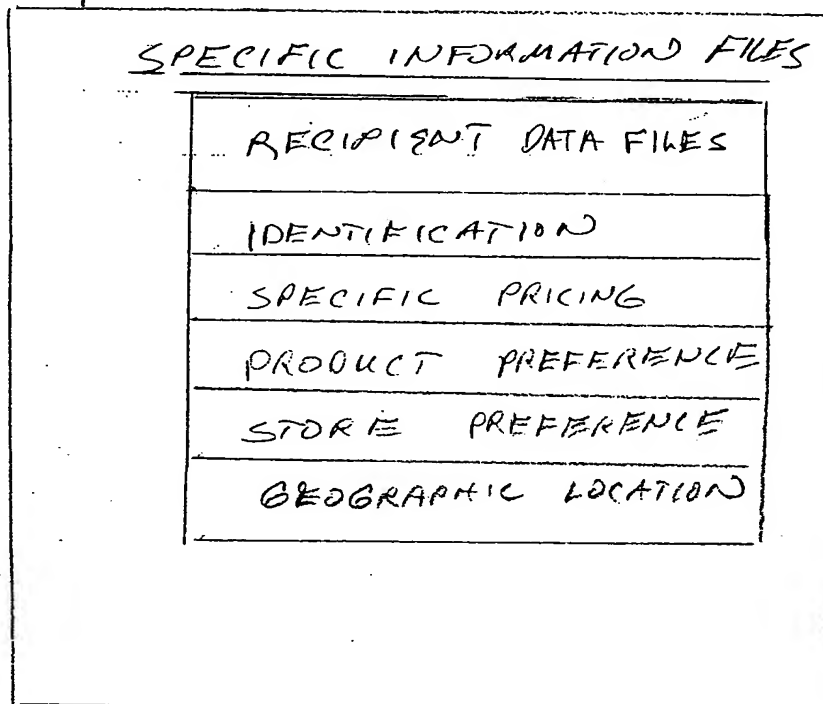 SPECIFIC INFORMATION FILES
RECIPIENT DATA FILES
IDENTIFICATION
SPECIFIC PRICING
PRODUCT PREFERENCE
STORE PREFERENCE
GEOGRAPHIC LOCATION